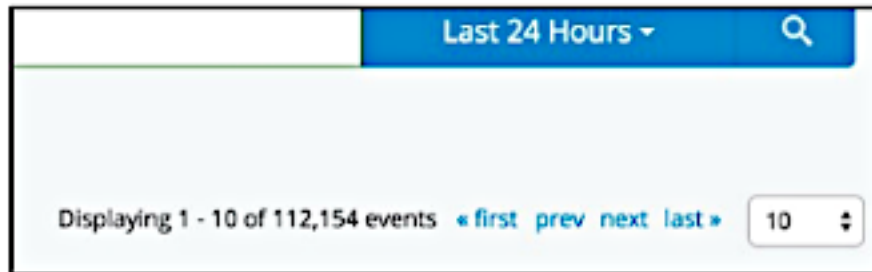 Last 24 Hours
Displaying 1 - 10 of 112,154 events « first prev next last » 10